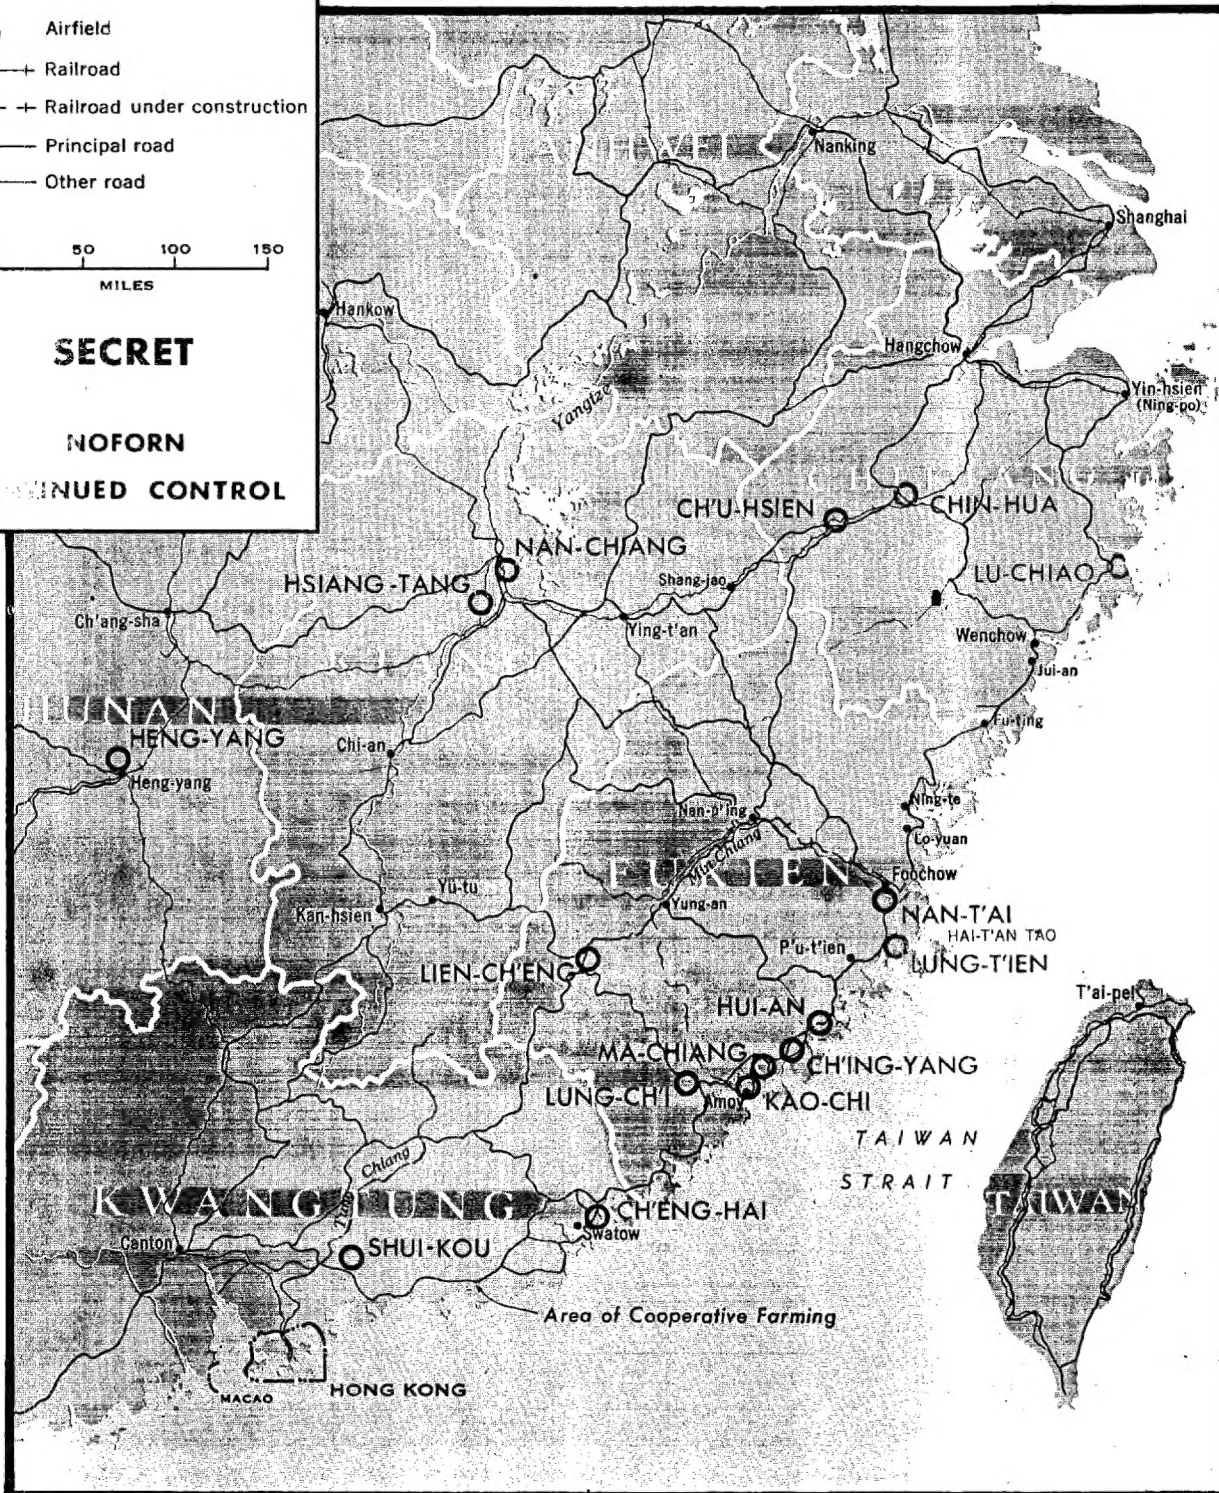 Airfield
Railroad
Railroad under construction
Principal road
Other road
50 100 150
MILES
SECRET
NOFORN
CONTROL
ANHWEI
Nanking
Shanghai
Hankow
Hangchow
Yangtze
Yin-hsien
(Ning-po)
CH'U-HSIEN
CHIN-HUA
NAN-CHIANG
HSIANG-TANG
Shang-jao
LU-CHIAO
Ch'ang-sha
Ying-t'an
Wenchow
Jui-an
HUNAN
HENG-YANG
Heng-yang
Chi-an
Fu-ting
Nan-p'ing
Ning-te
Min Chiang
Lo-yuan
FUKIEN
Foochow
Yü-tu
Kan-hsien
Yung-an
NAN-T'AI
HAI-T'AN TAO
P'u-t'ien
LUNG-T'IEN
LIEN-CH'ENG
T'ai-pei
HUI-AN
MA-CHIANG
CH'ING-YANG
LUNG-CH'I
Amoy
KAO-CHI
TAIWAN
STRAIT
Chiang
KWANGTUNG
TAIWAN
CH'ENG-HAI
Swatow
Canton
SHUI-KOU
Area of Cooperative Farming
HONG KONG
MACAO